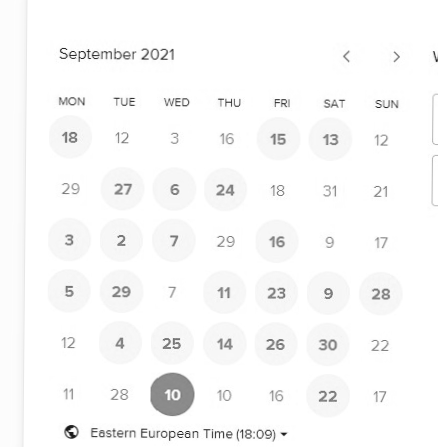 September 2021 < >
MON TUE WED THU FRI SAT SUN
18 12 3 16 15 13 12
29 27 6 24 18 31 21
3 2 7 29 16 9 17
5 29 7 11 23 9 28
12 4 25 14 26 30 22
11 28 10 10 16 22 17
Eastern European Time (18:09)